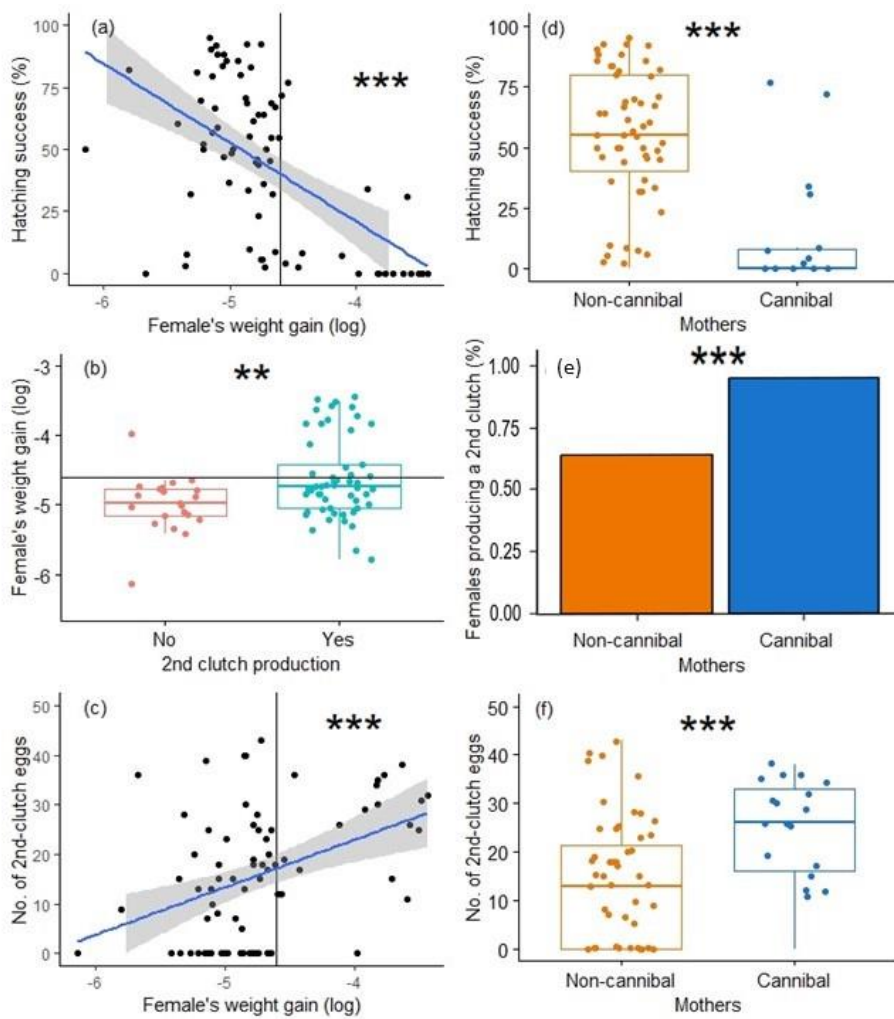 (a)
***
Hatching success (%)
100
75
50
25
0
-6
-5
-4
Female's weight gain (log)
(d)
***
Hatching success (%)
100
75
50
25
0
Non-cannibal
Cannibal
Mothers
(b)
**
Female's weight gain (log)
-3
-4
-5
-6
No
Yes
2nd clutch production
(e)
***
Females producing a 2nd clutch (%)
1.00
0.75
0.50
0.25
0.00
Non-cannibal
Cannibal
Mothers
(c)
***
No. of 2nd-clutch eggs
50
40
30
20
10
0
-6
-5
-4
Female's weight gain (log)
(f)
***
No. of 2nd-clutch eggs
50
40
30
20
10
0
Non-cannibal
Cannibal
Mothers